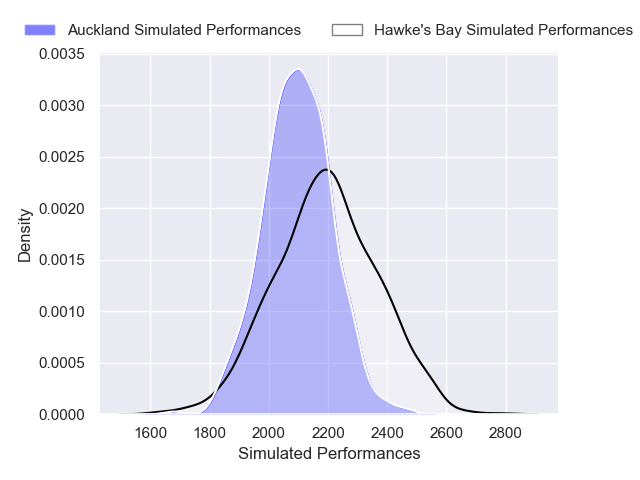 Auckland Simulated Performances Hawke's Bay Simulated Performances
0.0035
0.0030
0.0025
0.0020
0.0015
0.0010
0.0005
0.0000
Density
1600 1800 2000 2200 2400 2600 2800
Simulated Performances